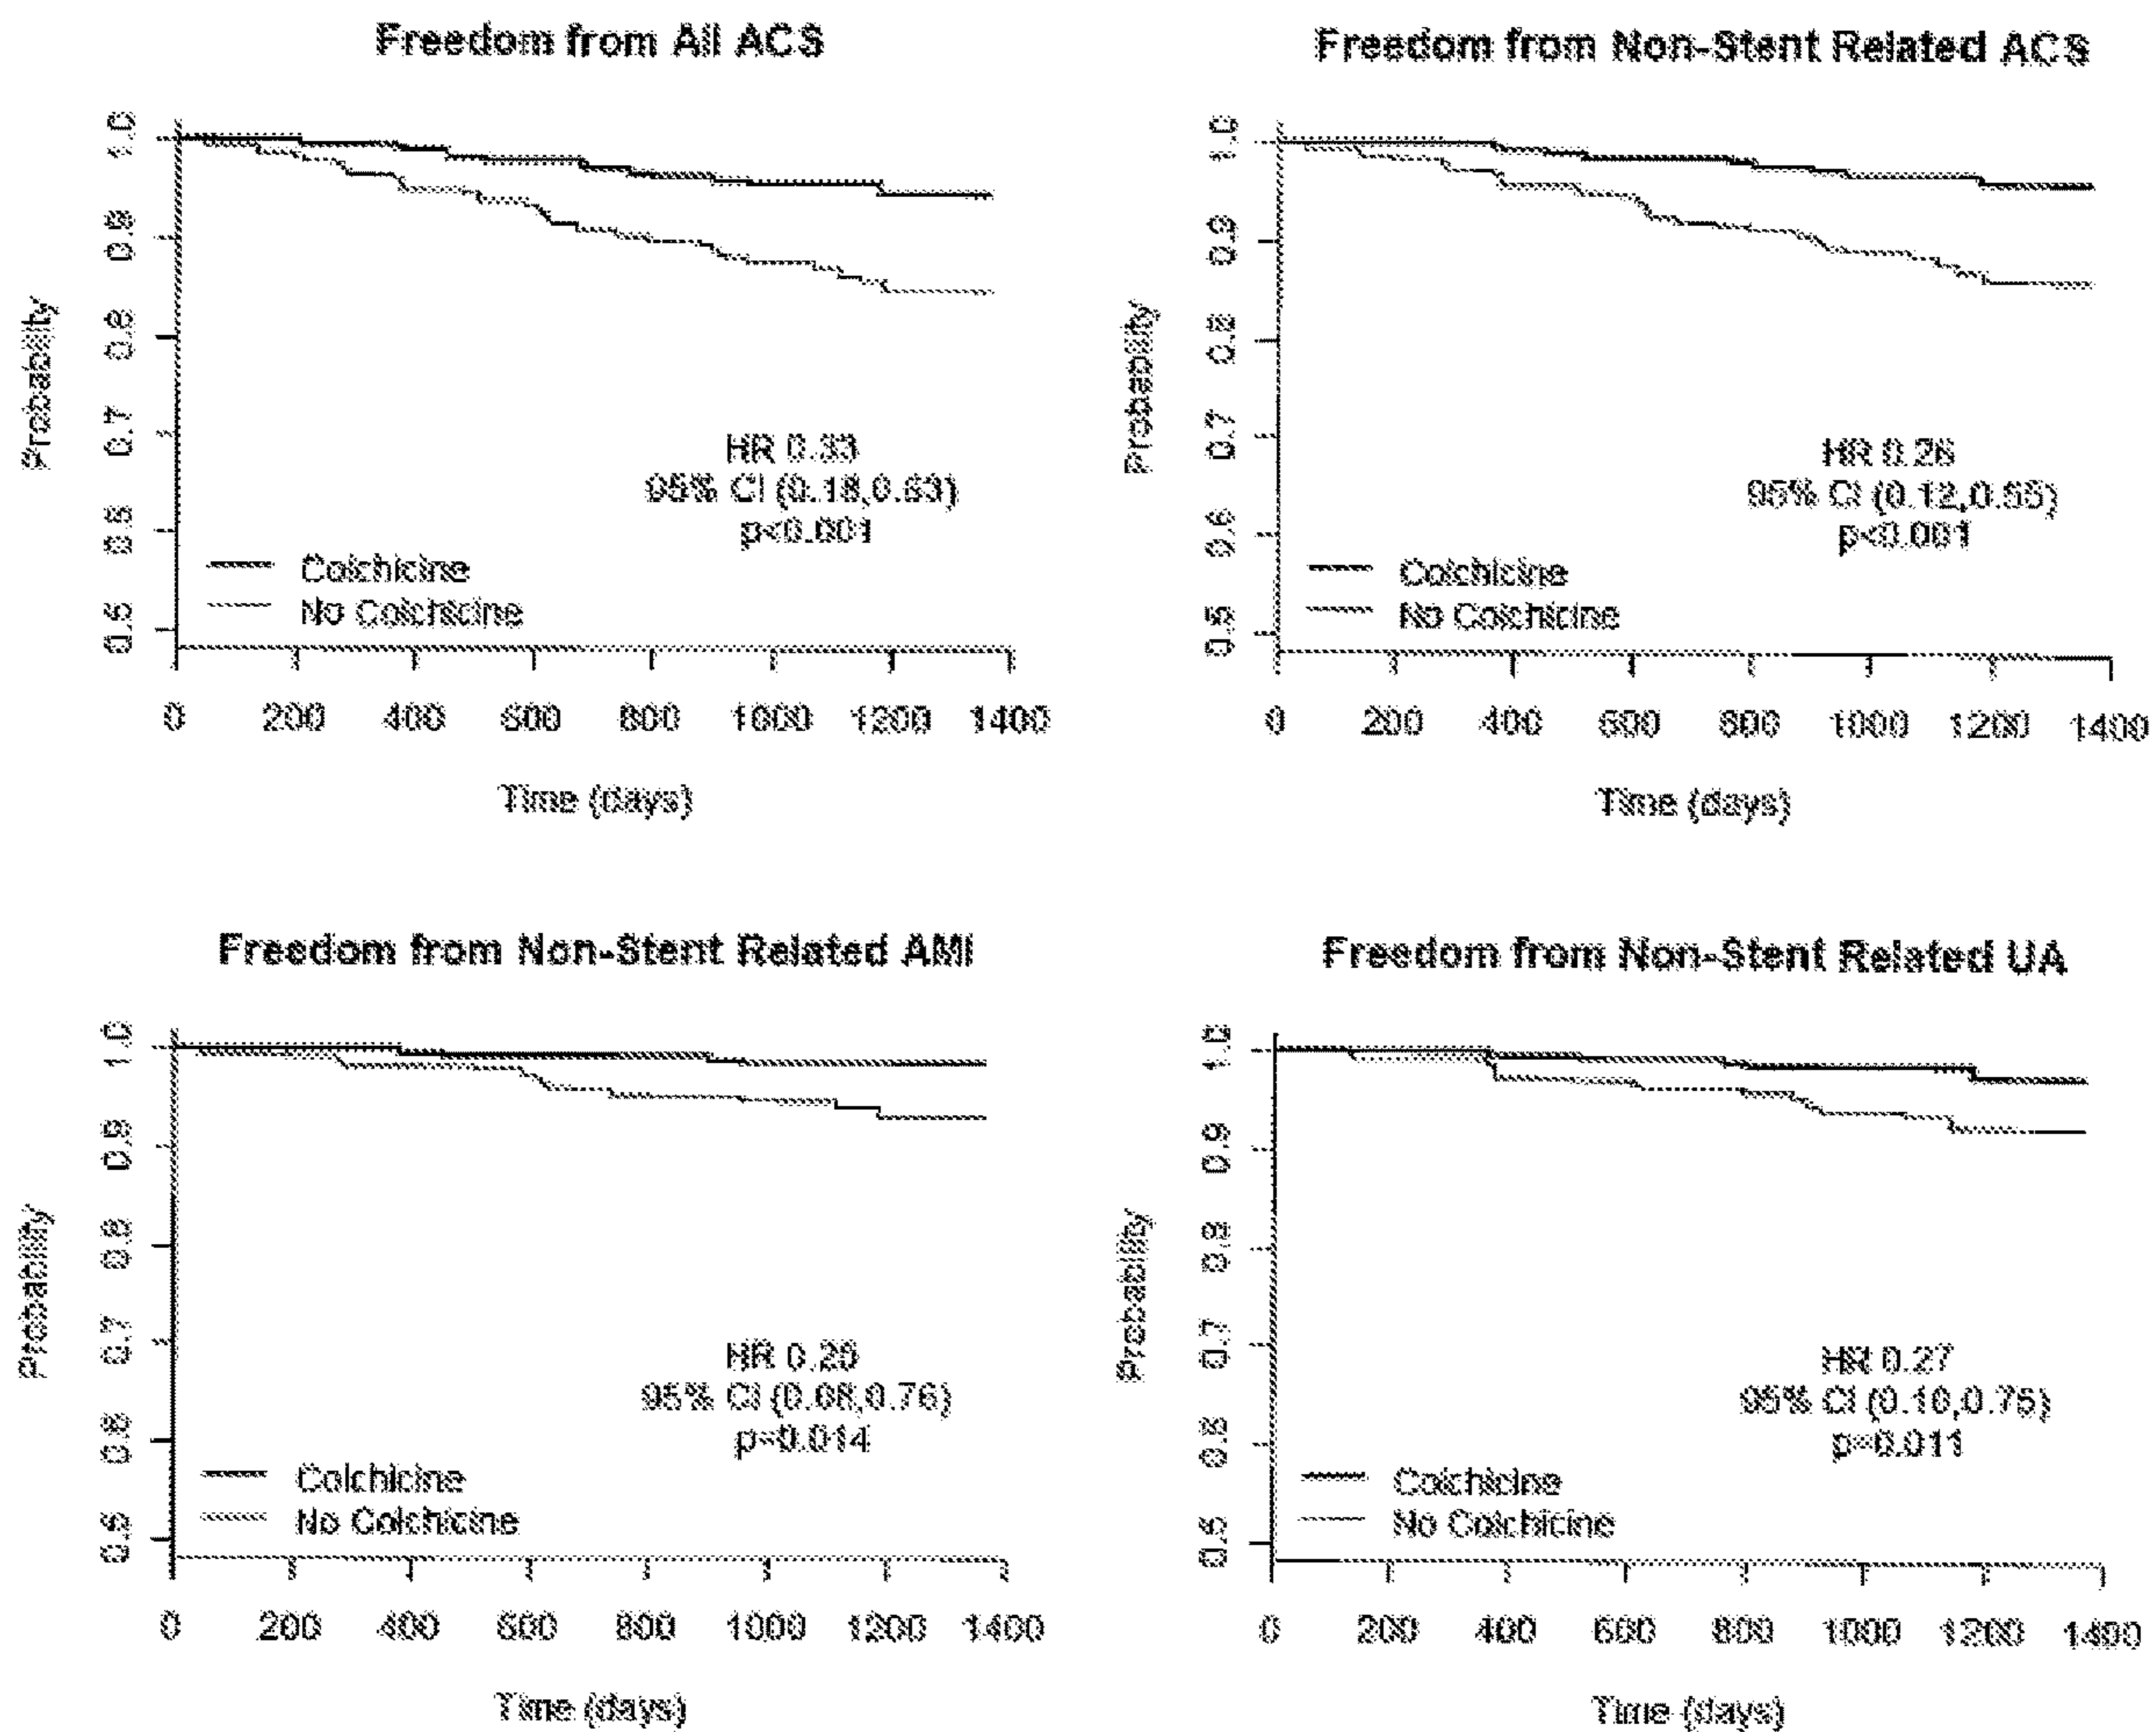 Freedom from All ACS
Probability
1.0
0.9
0.8
0.7
0.6
0.5
HR 0.33
95% CI (0.18,0.63)
p<0.001
Colchicine
No Colchicine
0 200 400 600 800 1000 1200 1400
Time (days)
Freedom from Non-Stent Related ACS
Probability
1.0
0.9
0.8
0.7
0.6
0.5
HR 0.26
95% CI (0.12,0.55)
p<0.001
Colchicine
No Colchicine
0 200 400 600 800 1000 1200 1400
Time (days)
Freedom from Non-Stent Related AMI
Probability
1.0
0.9
0.8
0.7
0.6
0.5
HR 0.25
95% CI (0.08,0.76)
p=0.014
Colchicine
No Colchicine
0 200 400 600 800 1000 1200 1400
Time (days)
Freedom from Non-Stent Related UA
Probability
1.0
0.9
0.8
0.7
0.6
0.5
HR 0.27
95% CI (0.10,0.75)
p=0.011
Colchicine
No Colchicine
0 200 400 600 800 1000 1200 1400
Time (days)